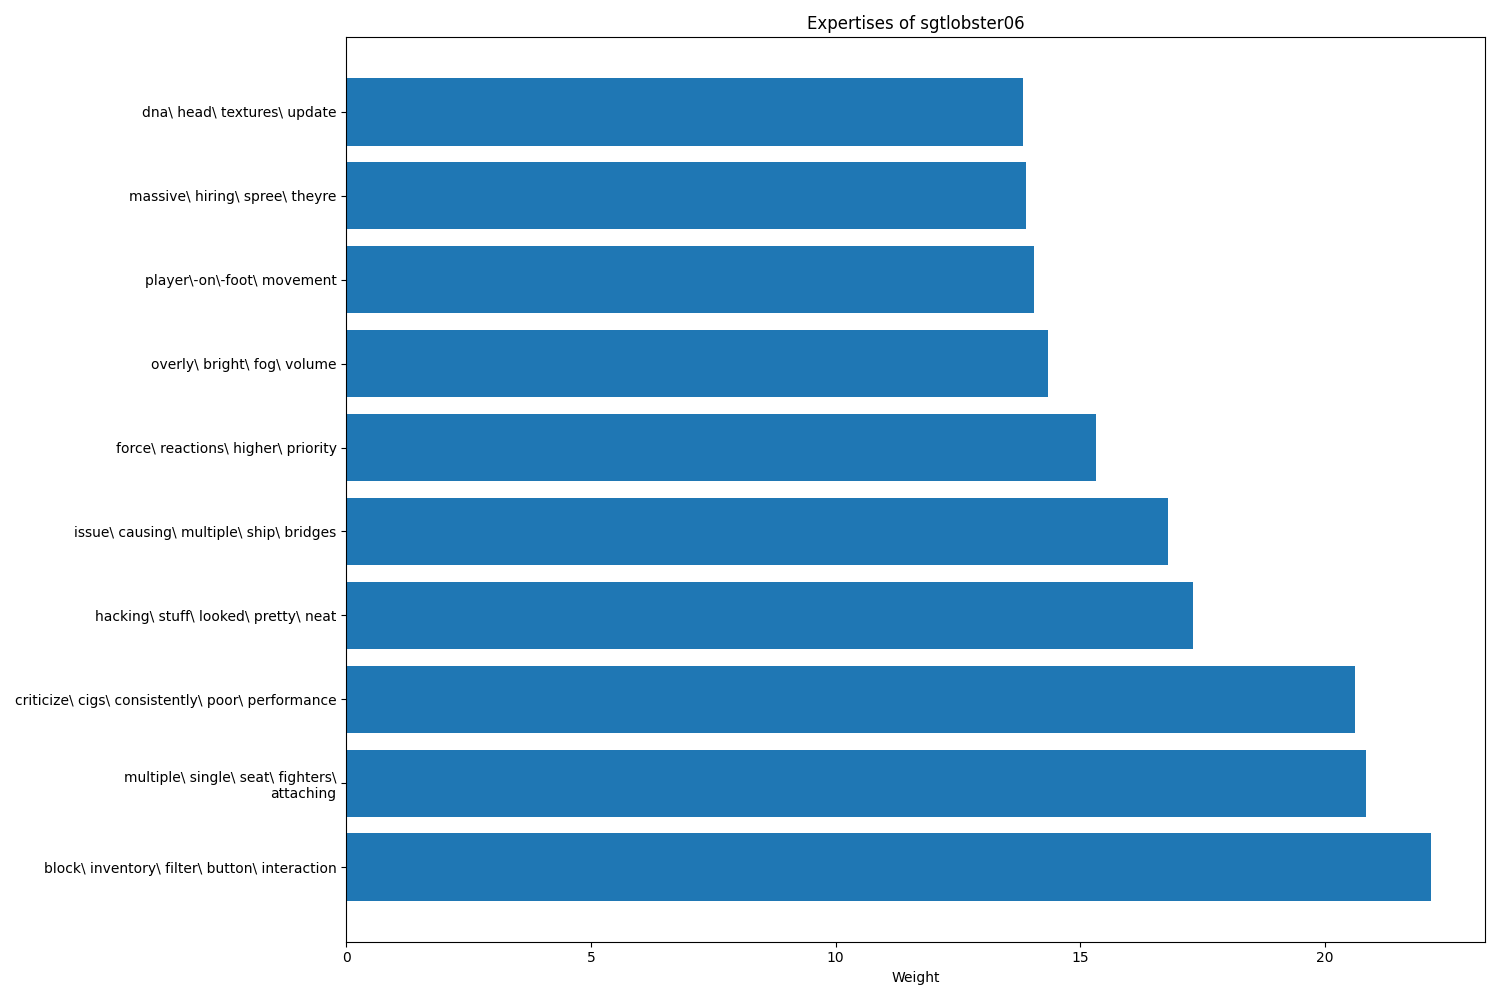 Expertises of sgtlobster06
dna\ head\ textures\ update
massive\ hiring\ spree\ theyre
player\-on\-foot\ movement
overly\ bright\ fog\ volume
force\ reactions\ higher\ priority
issue\ causing\ multiple\ ship\ bridges
hacking\ stuff\ looked\ pretty\ neat
criticize\ cigs\ consistently\ poor\ performance
multiple\ single\ seat\ fighters\
attaching
block\ inventory\ filter\ button\ interaction
0 5 10 15 20
Weight